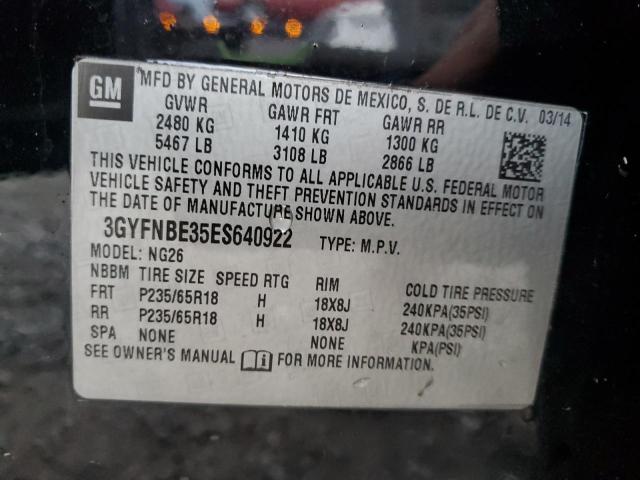 GM MFD BY GENERAL MOTORS DE MEXICO, S. DE R.L. DE C.V. 03/14
GVWR GAWR FRT GAWR RR
2480 KG 1410 KG 1300 KG
5467 LB 3108 LB 2866 LB
THIS VEHICLE CONFORMS TO ALL APPLICABLE U.S. FEDERAL MOTOR
VEHICLE SAFETY AND THEFT PREVENTION STANDARDS IN EFFECT ON
THE DATE OF MANUFACTURE SHOWN ABOVE.
3GYFNBE35ES640922 TYPE: M.P.V.
MODEL: NG26
NBBM TIRE SIZE SPEED RTG RIM COLD TIRE PRESSURE
FRT P235/65R18 H 18X8J 240KPA(35PSI)
RR P235/65R18 H 18X8J 240KPA(35PSI)
SPA NONE NONE KPA(PSI)
SEE OWNER'S MANUAL FOR MORE INFORMATION.